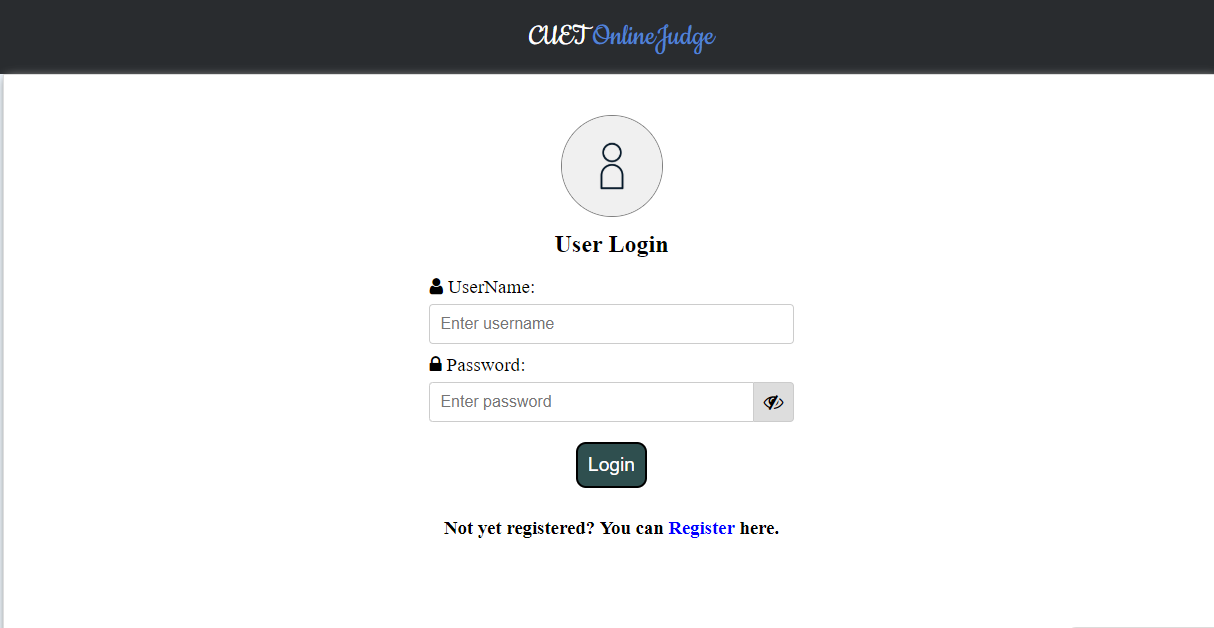 CUET OnlineJudge
User Login
UserName:
Enter username
Password:
Enter password
Login
Not yet registered? You can Register here.